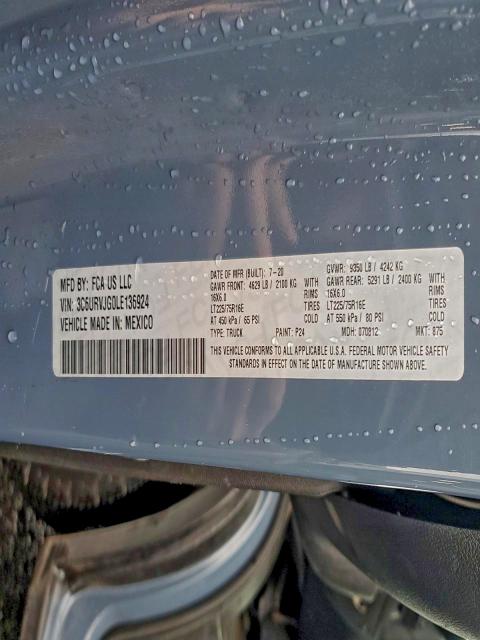 MFD BY: FCA US LLC
VIN: 3C6URVJG0LE136924
VEHICLE MADE IN: MEXICO
DATE OF MFR (BUILT): 7-20
GAWR FRONT: 4629 LB / 2100 KG WITH
16X6.0 RIMS
LT225/75R16E TIRES
AT 450 kPa / 65 PSI COLD
TYPE: TRUCK PAINT: P24
GVWR: 9350 LB / 4242 KG
GAWR REAR: 5291 LB / 2400 KG WITH
16X6.0 RIMS
LT225/75R16E TIRES
AT 550 kPa / 80 PSI COLD
MDH: 070912 MKT: 875
THIS VEHICLE CONFORMS TO ALL APPLICABLE U.S.A. FEDERAL MOTOR VEHICLE SAFETY
STANDARDS IN EFFECT ON THE DATE OF MANUFACTURE SHOWN ABOVE.